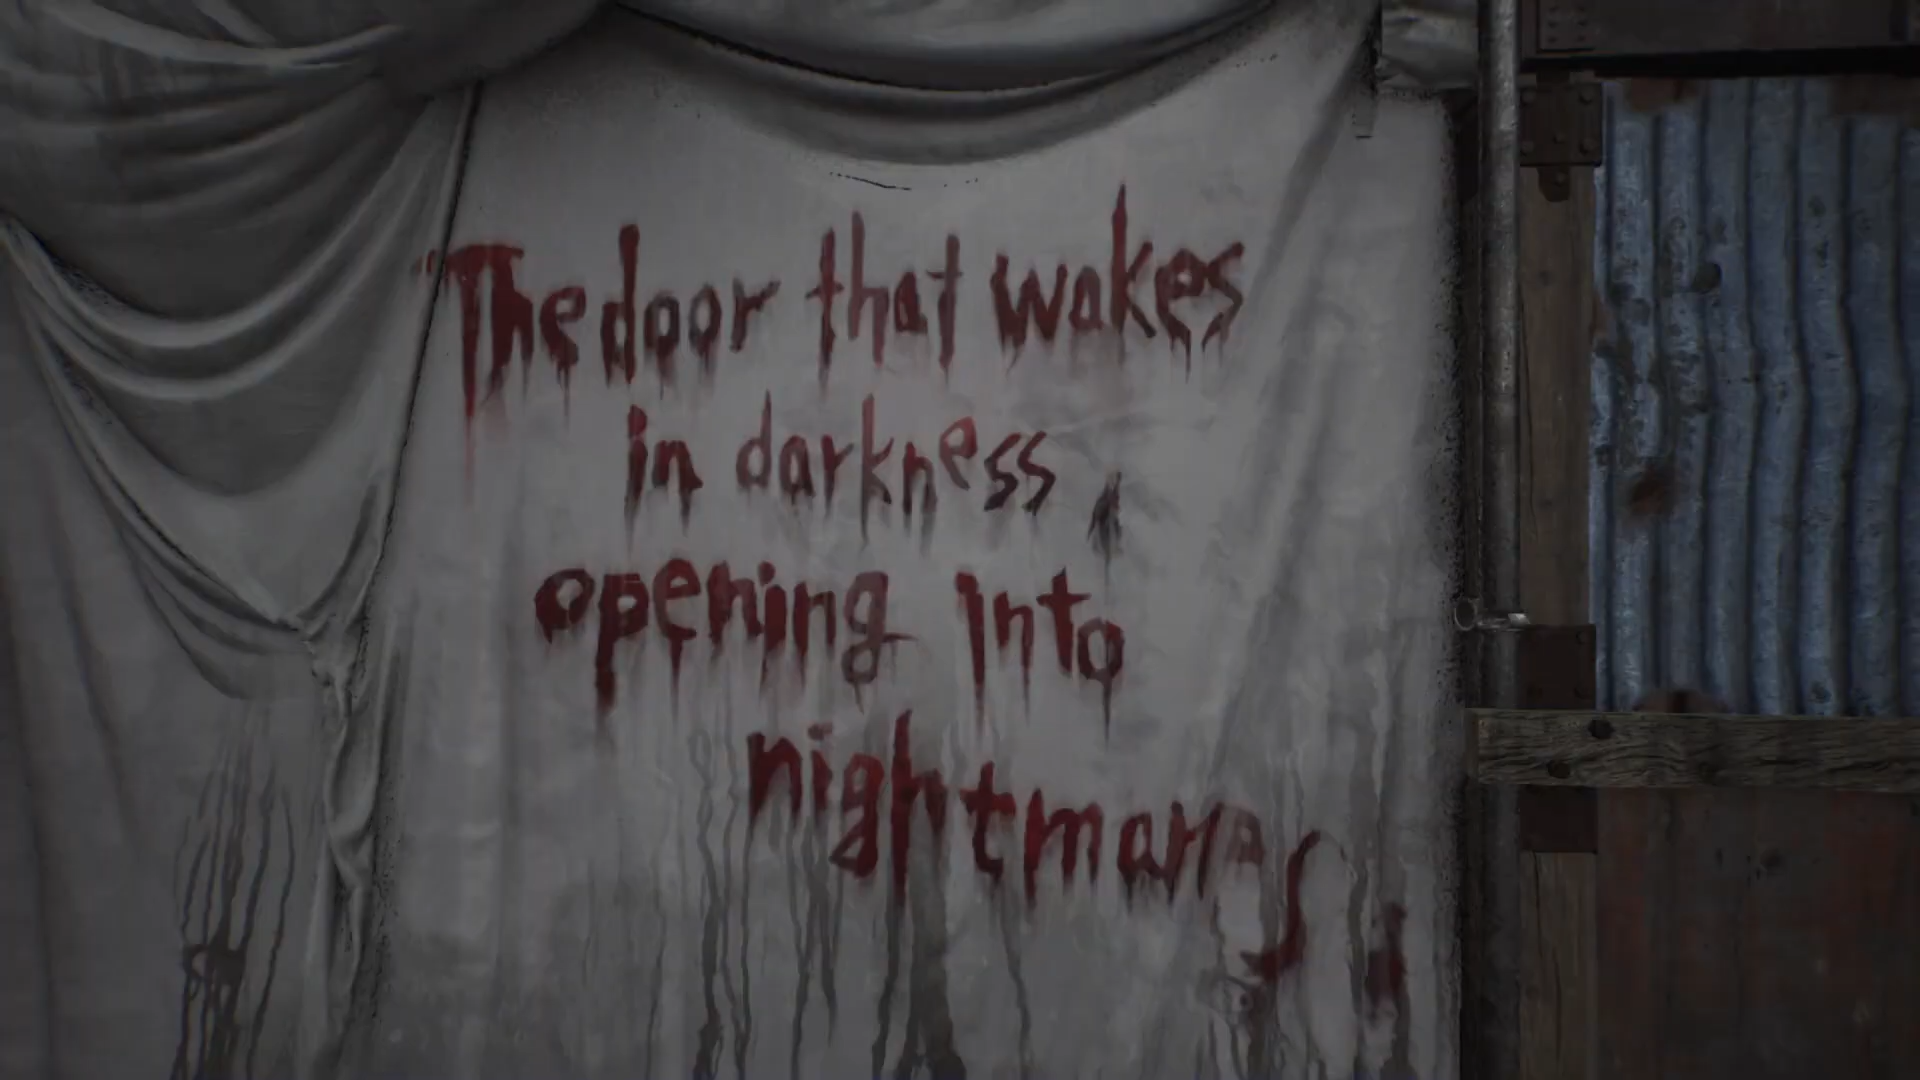 "The door that wakes
in darkness,
opening into
nightmares.